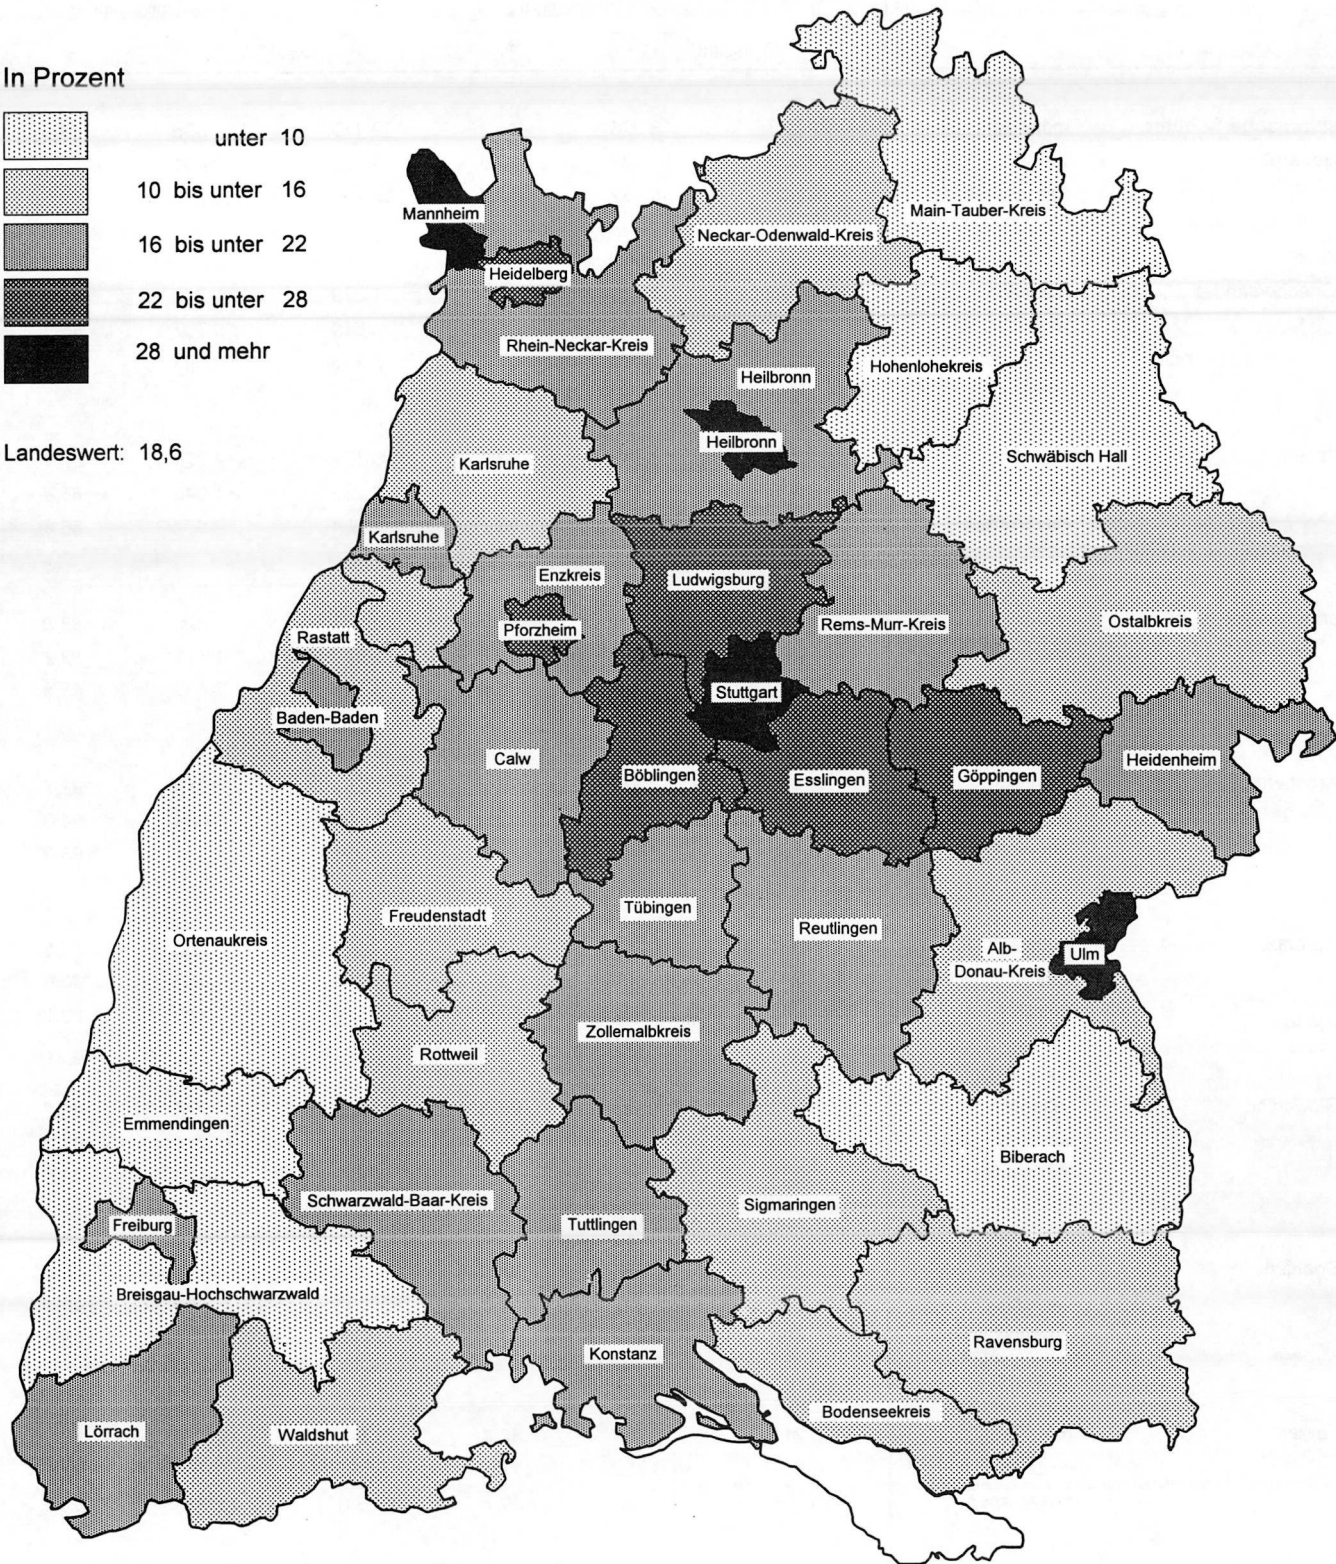 In Prozent
unter 10
10 bis unter 16
16 bis unter 22
22 bis unter 28
28 und mehr
Landeswert: 18,6
Main-Tauber-Kreis
Mannheim
Neckar-Odenwald-Kreis
Heidelberg
Rhein-Neckar-Kreis
Hohenlohekreis
Heilbronn
Heilbronn
Schwäbisch Hall
Karlsruhe
Karlsruhe
Enzkreis
Ludwigsburg
Pforzheim
Rems-Murr-Kreis
Ostalbkreis
Rastatt
Stuttgart
Baden-Baden
Calw
Böblingen
Esslingen
Göppingen
Heidenheim
Freudenstadt
Tübingen
Reutlingen
Ortenaukreis
Alb-
Donau-Kreis
Ulm
Zollernalbkreis
Rottweil
Emmendingen
Biberach
Schwarzwald-Baar-Kreis
Sigmaringen
Freiburg
Tuttlingen
Breisgau-Hochschwarzwald
Ravensburg
Konstanz
Bodenseekreis
Lörrach
Waldshut